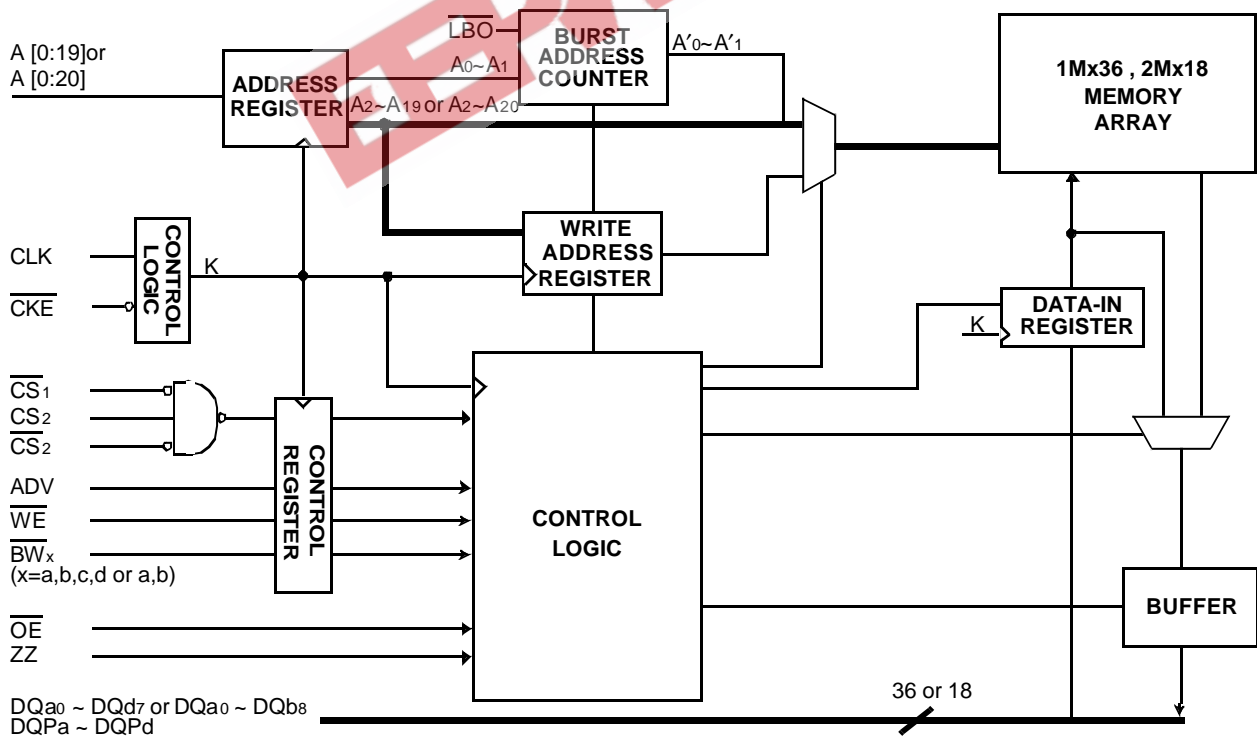 A [0:19]or
A [0:20]
ADDRESS
REGISTER
LBO
A0~A1
A2~A19 or A2~A20
BURST
ADDRESS
COUNTER
A′0~A′1
1Mx36 , 2Mx18
MEMORY
ARRAY
WRITE
ADDRESS
REGISTER
CLK
CKE
CONTROL
LOGIC
K
DATA-IN
REGISTER
K
CS1
CS2
CS2
ADV
WE
BWx
(x=a,b,c,d or a,b)
CONTROL
REGISTER
CONTROL
LOGIC
OE
ZZ
BUFFER
36 or 18
DQa0 ~ DQd7 or DQa0 ~ DQb8
DQPa ~ DQPd